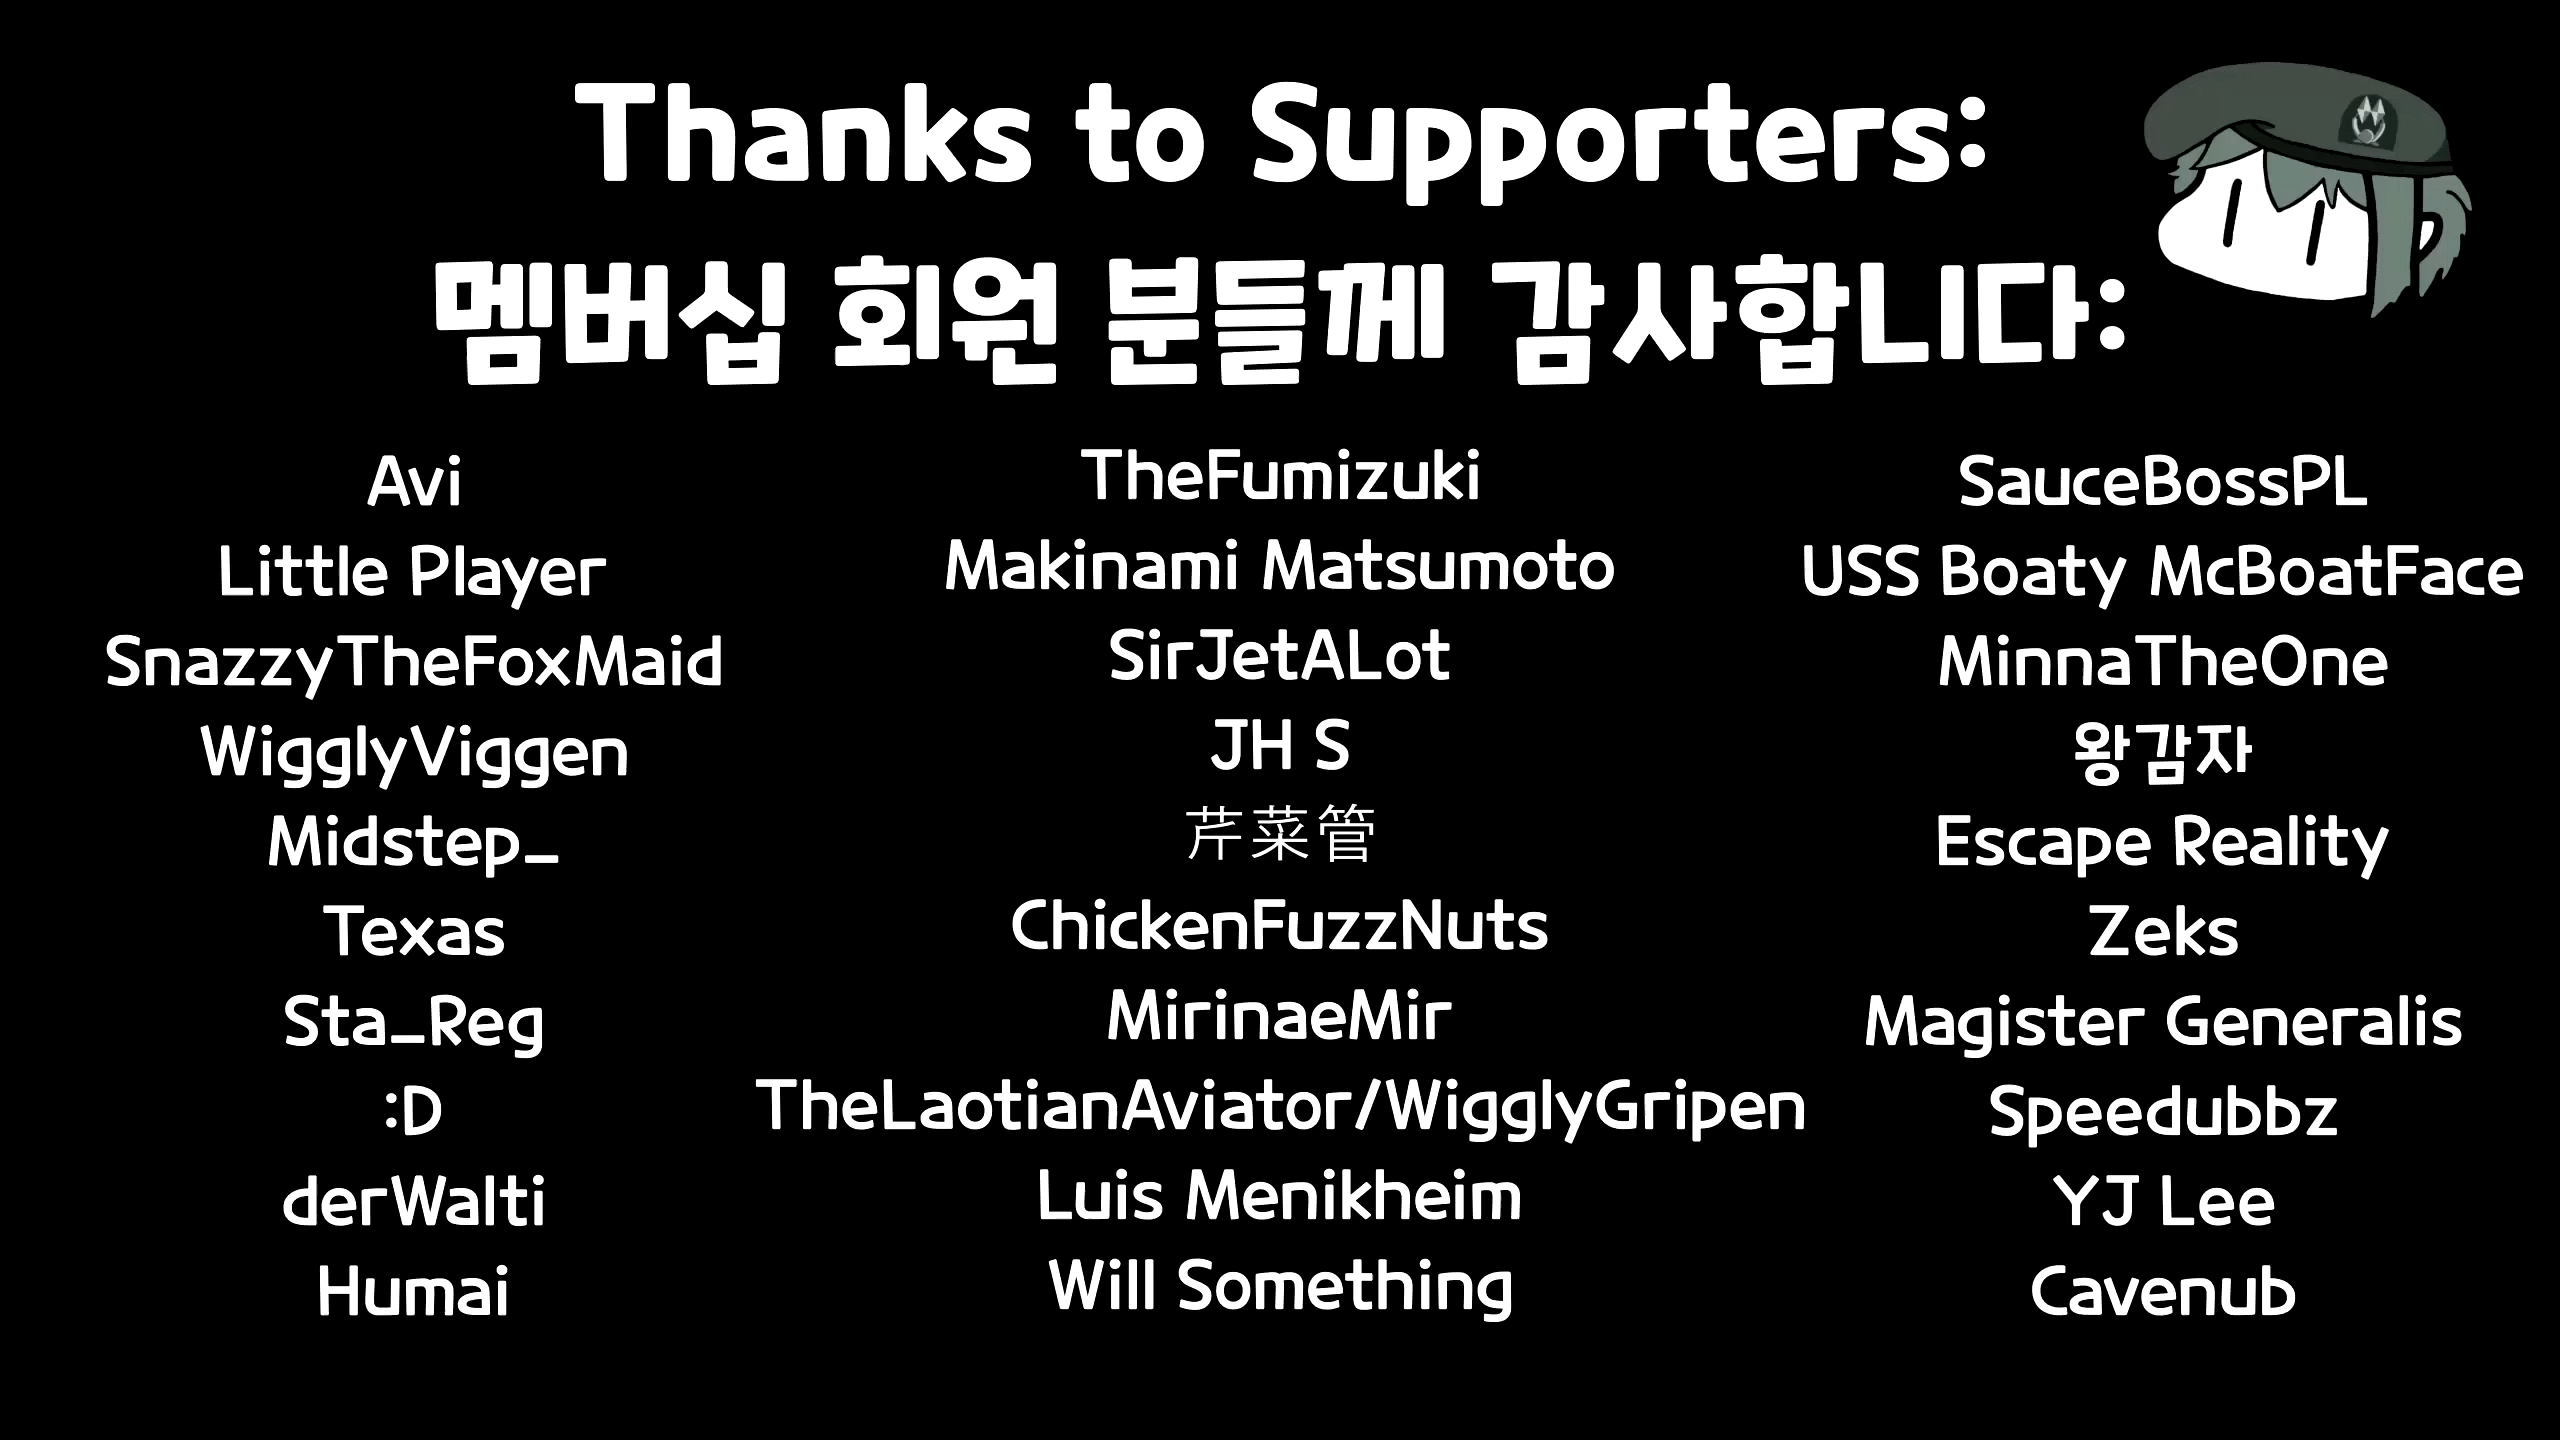 Thanks to Supporters:
멤버십 회원 분들께 감사합니다:
Avi
Little Player
SnazzyTheFoxMaid
WigglyViggen
Midstep_
Texas
Sta_Reg
:D
derWalti
Humai
TheFumizuki
Makinami Matsumoto
SirJetALot
JH S
芹菜管
ChickenFuzzNuts
MirinaeMir
TheLaotianAviator/WigglyGripen
Luis Menikheim
Will Something
SauceBossPL
USS Boaty McBoatFace
MinnaTheOne
왕감자
Escape Reality
Zeks
Magister Generalis
Speedubbz
YJ Lee
Cavenub